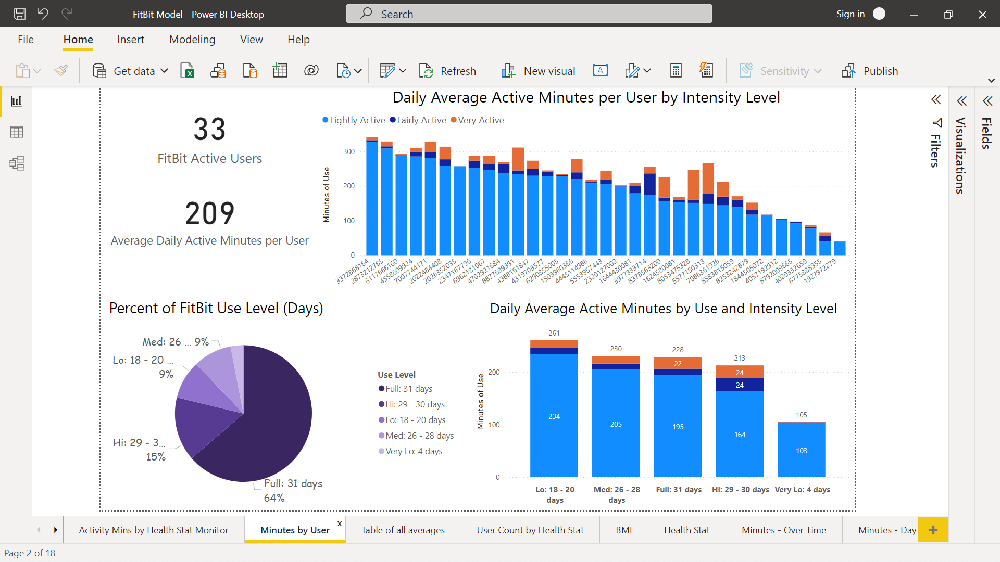 FitBit Model - Power BI Desktop
Search
Sign in
File Home Insert Modeling View Help
Get data
Refresh
New visual
A
Sensitivity
Publish
33
FitBit Active Users
209
Average Daily Active Minutes per User
Daily Average Active Minutes per User by Intensity Level
Lightly Active Fairly Active Very Active
Minutes of Use
300
200
100
0
3372868164
2873212765
6117666160
4558609924
7007744171
2022484408
2026352035
2347167796
6962181067
4702921684
8877689391
4388161847
4319703577
6290855005
1503960366
4445114986
5553957443
2320127002
1644430081
3977333714
8378563200
1624580081
8053475328
5577150313
7086361926
8583815059
8253242879
1844505072
4057192912
8792009665
4020332650
6775888955
1927972279
Percent of FitBit Use Level (Days)
Med: 26 ... 9%
Lo: 18 - 20 ...
9%
Hi: 29 - 3...
15%
Full: 31 days
64%
Use Level
Full: 31 days
Hi: 29 - 30 days
Lo: 18 - 20 days
Med: 26 - 28 days
Very Lo: 4 days
Daily Average Active Minutes by Use and Intensity Level
Minutes of Use
200
100
0
261
234
230
205
228
22
195
213
24
24
164
105
103
Lo: 18 - 20
days
Med: 26 - 28
days
Full: 31 days
Hi: 29 - 30 days
Very Lo: 4 days
Filters
Visualizations
Fields
Activity Mins by Health Stat Monitor
Minutes by User
x
Table of all averages
User Count by Health Stat
BMI
Health Stat
Minutes - Over Time
Minutes - Day
Page 2 of 18